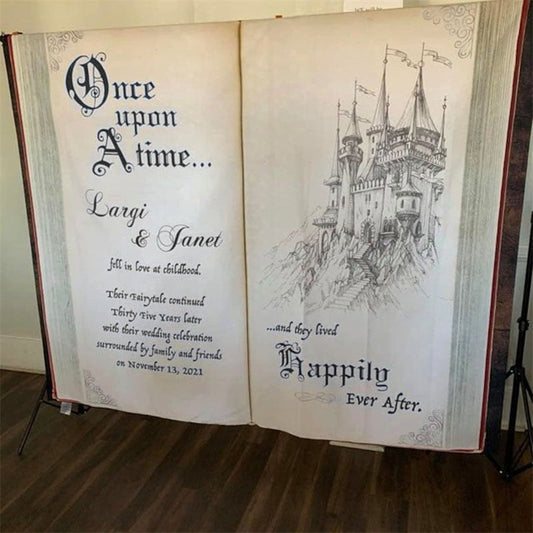 Once
upon
A time...
Largi
& Janet
fell in love at childhood.
Their Fairytale continued
Thirty Five Years later
with their wedding celebration
surrounded by family and friends
on November 13, 2021
...and they lived
Happily
Ever After.